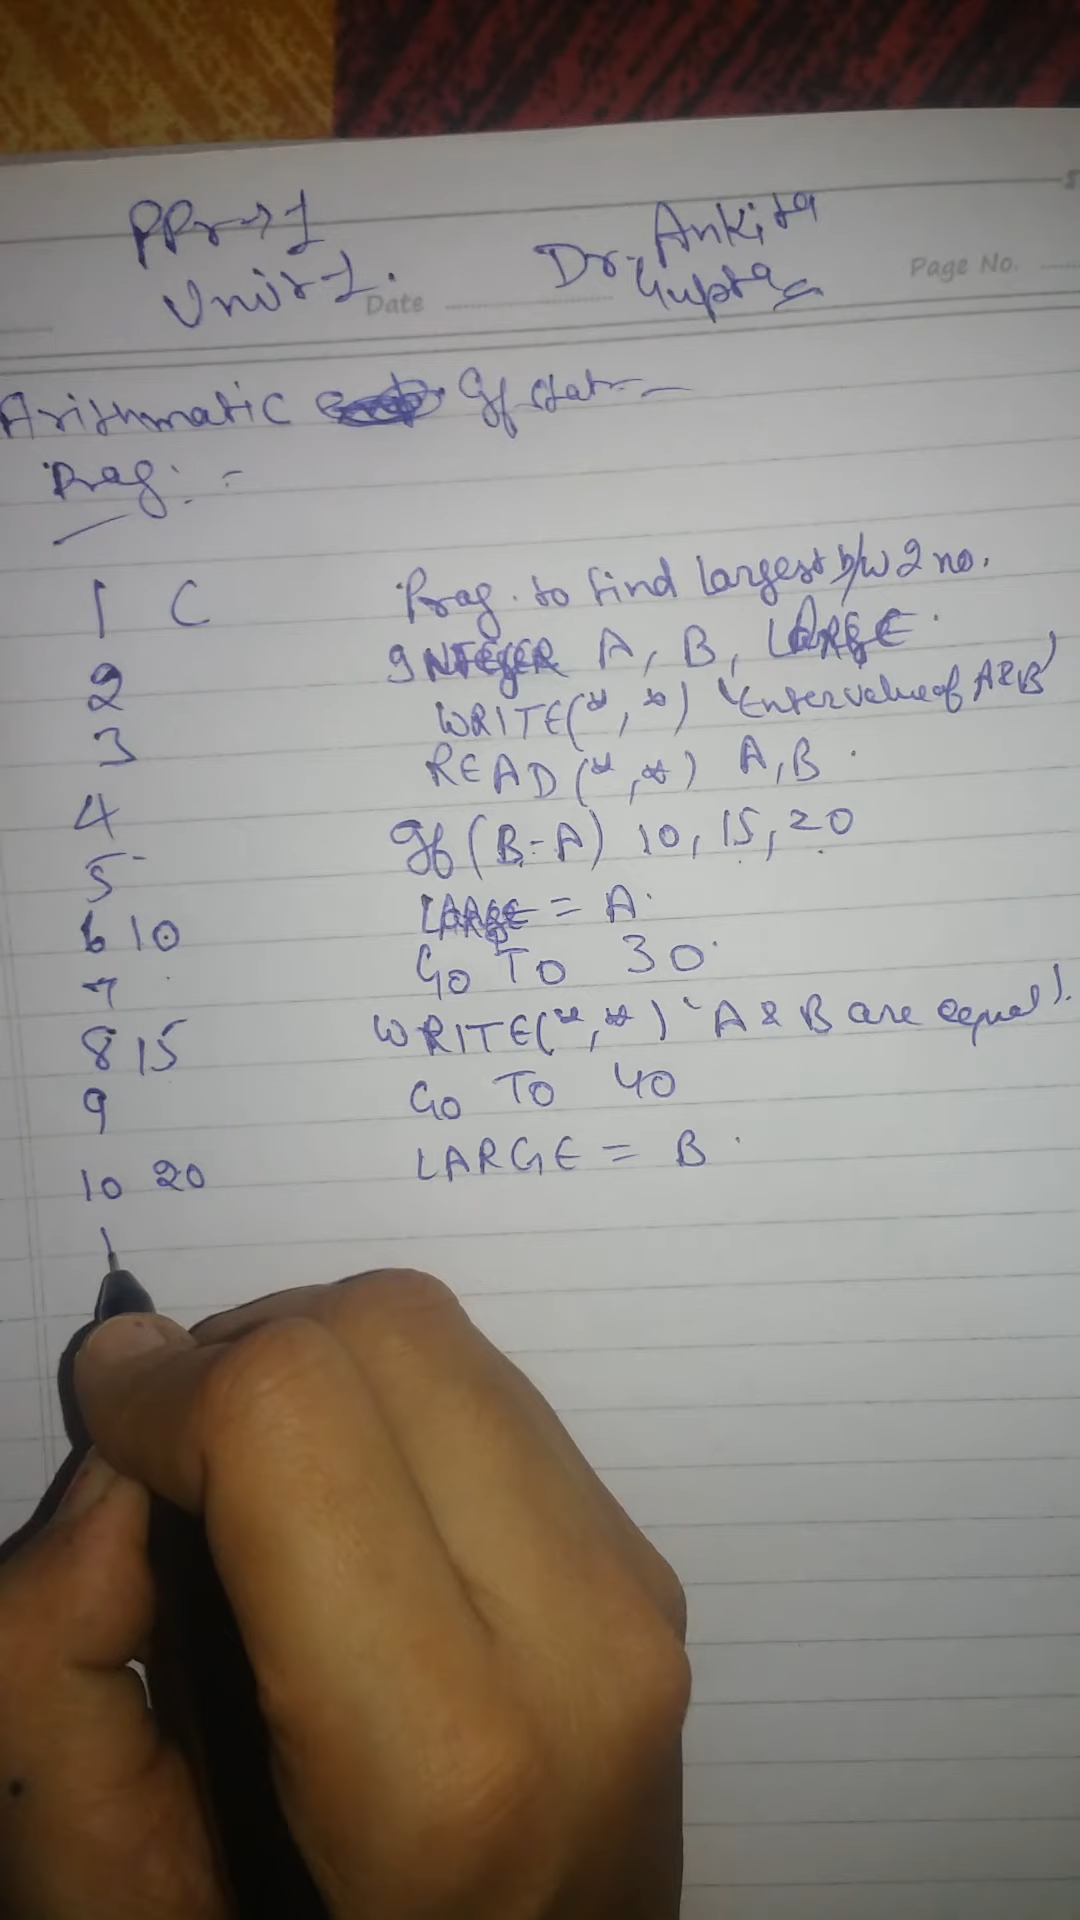 PPr→1
Unit-1.
Dr. Ankita
Gupta
Date
Page No.
Arithmatic If stat--
Prog: -
1 C Prog. to find largest b/w 2 no.
2 INTEGER A, B, LARGE.
3 WRITE(*,*) 'Enter value of A&B'
4 READ(*,*) A,B.
5 If (B-A) 10,15,20
6 10 LARGE = A.
7 Go To 30.
8 15 WRITE(*,*) 'A & B are equal'.
9 Go To 40
10 20 LARGE = B.